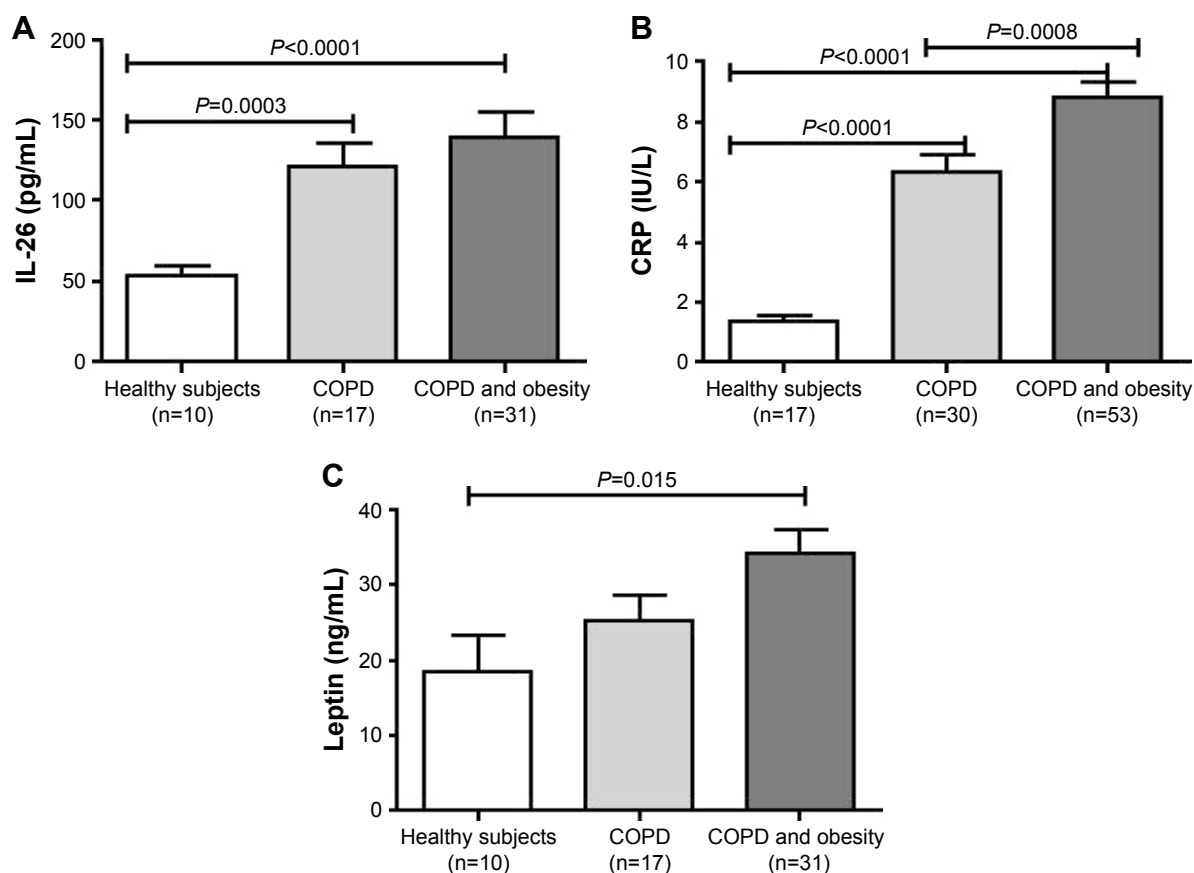 A
200
150
100
50
0
IL-26 (pg/mL)
P<0.0001
P=0.0003
Healthy subjects
(n=10)
COPD
(n=17)
COPD and obesity
(n=31)
B
10
8
6
4
2
0
CRP (IU/L)
P=0.0008
P<0.0001
P<0.0001
Healthy subjects
(n=17)
COPD
(n=30)
COPD and obesity
(n=53)
C
40
30
20
10
0
Leptin (ng/mL)
P=0.015
Healthy subjects
(n=10)
COPD
(n=17)
COPD and obesity
(n=31)